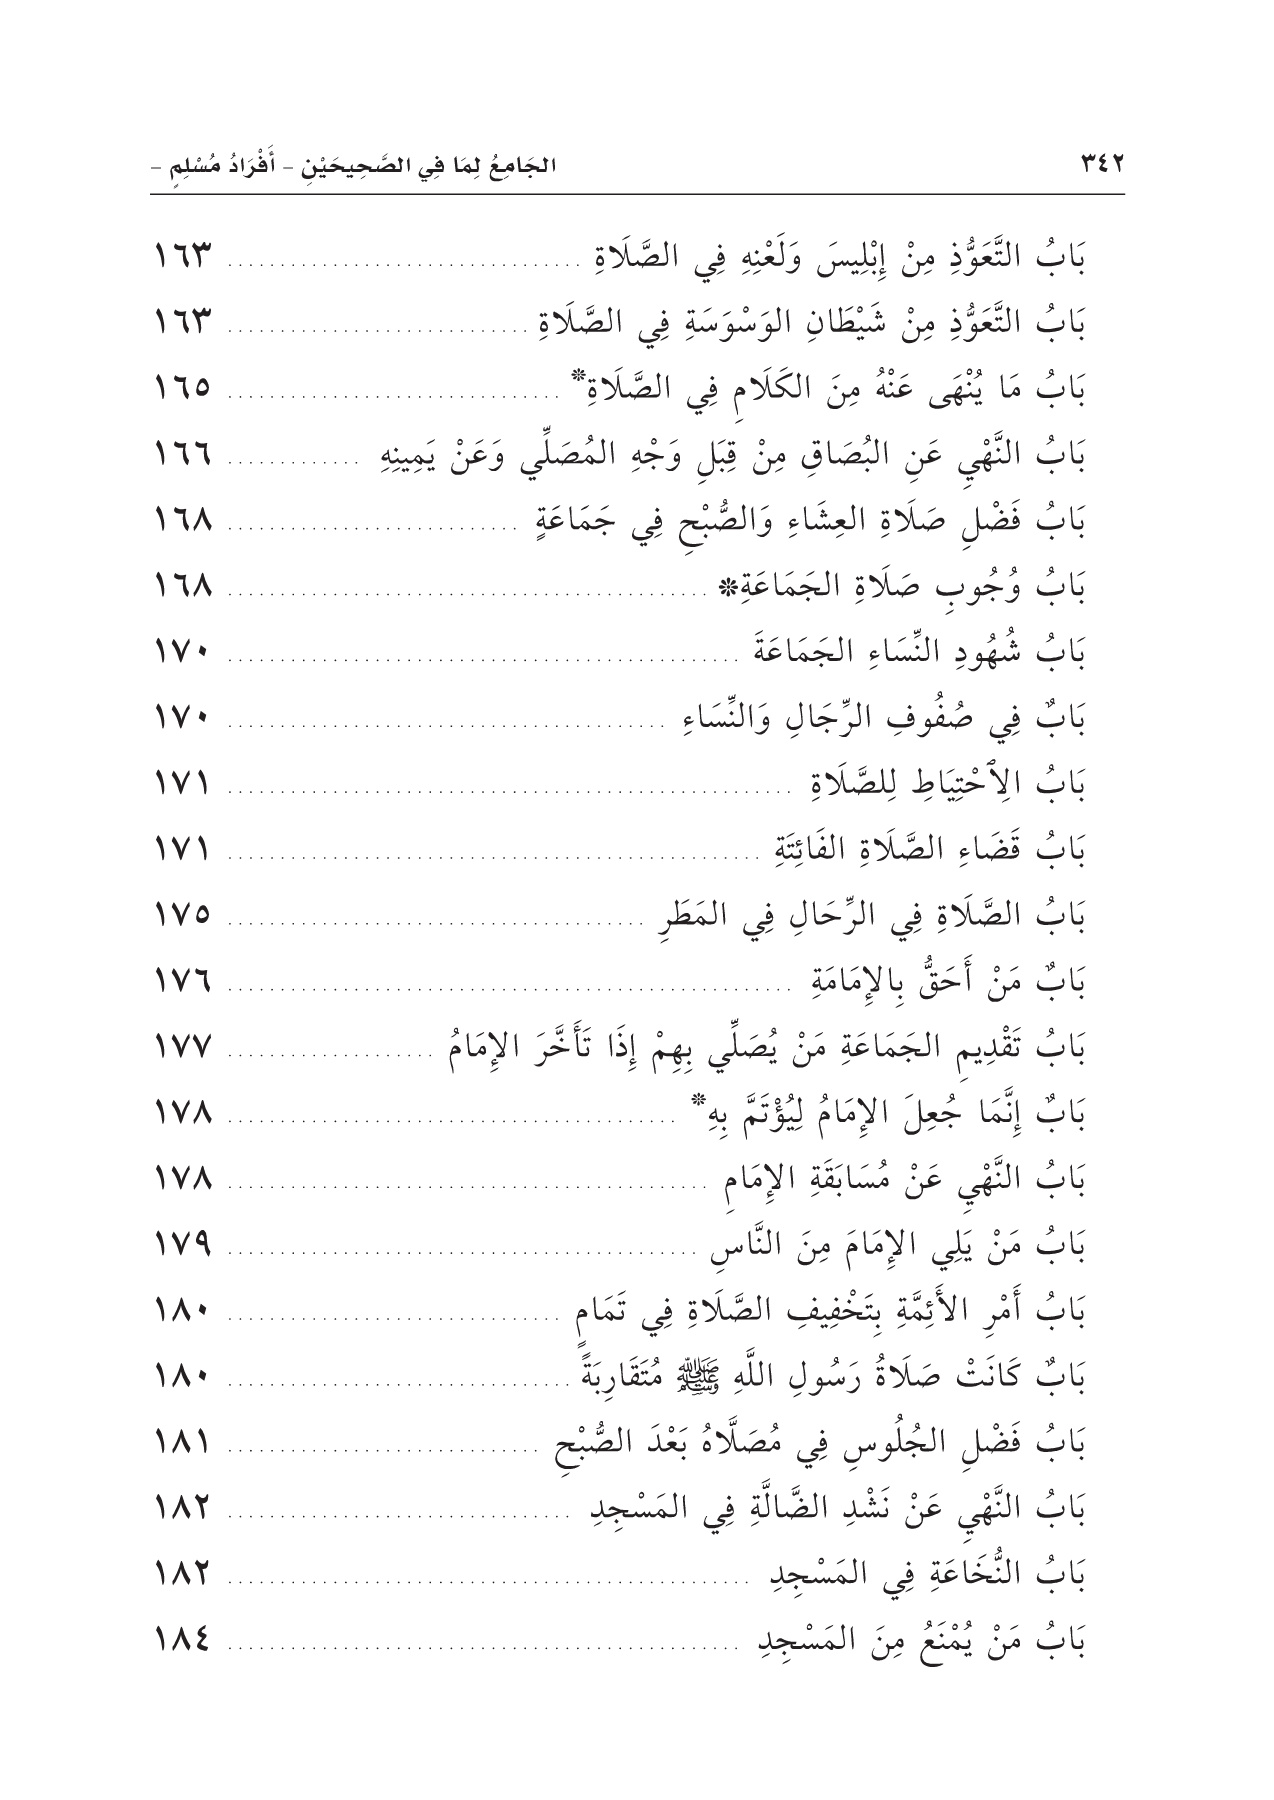 ٣٤٢ الجَامِعُ لِمَا فِي الصَّحِيحَيْنِ – أَفْرَادُ مُسْلِمٍ –
بَابُ التَّعَوُّذِ مِنْ إِبْلِيسَ وَلَعْنِهِ فِي الصَّلَاةِ ................................ ١٦٣
بَابُ التَّعَوُّذِ مِنْ شَيْطَانِ الوَسْوَسَةِ فِي الصَّلَاةِ ............................ ١٦٣
بَابُ مَا يُنْهَى عَنْهُ مِنَ الكَلَامِ فِي الصَّلَاةِ* ............................... ١٦٥
بَابُ النَّهْيِ عَنِ البُصَاقِ مِنْ قِبَلِ وَجْهِ المُصَلِّي وَعَنْ يَمِينِهِ ............. ١٦٦
بَابُ فَضْلِ صَلَاةِ العِشَاءِ وَالصُّبْحِ فِي جَمَاعَةٍ ............................ ١٦٨
بَابُ وُجُوبِ صَلَاةِ الجَمَاعَةِ* ............................................ ١٦٨
بَابُ شُهُودِ النِّسَاءِ الجَمَاعَةَ ............................................... ١٧٠
بَابٌ فِي صُفُوفِ الرِّجَالِ وَالنِّسَاءِ ........................................ ١٧٠
بَابُ الِاحْتِيَاطِ لِلصَّلَاةِ .................................................... ١٧١
بَابُ قَضَاءِ الصَّلَاةِ الفَائِتَةِ ................................................. ١٧١
بَابُ الصَّلَاةِ فِي الرِّحَالِ فِي المَطَرِ ...................................... ١٧٥
بَابٌ مَنْ أَحَقُّ بِالإِمَامَةِ .................................................... ١٧٦
بَابُ تَقْدِيمِ الجَمَاعَةِ مَنْ يُصَلِّي بِهِمْ إِذَا تَأَخَّرَ الإِمَامُ .................... ١٧٧
بَابٌ إِنَّمَا جُعِلَ الإِمَامُ لِيُؤْتَمَّ بِهِ* ......................................... ١٧٨
بَابُ النَّهْيِ عَنْ مُسَابَقَةِ الإِمَامِ ............................................ ١٧٨
بَابُ مَنْ يَلِي الإِمَامَ مِنَ النَّاسِ ........................................... ١٧٩
بَابُ أَمْرِ الأَئِمَّةِ بِتَخْفِيفِ الصَّلَاةِ فِي تَمَامٍ ............................... ١٨٠
بَابٌ كَانَتْ صَلَاةُ رَسُولِ اللَّهِ ﷺ مُتَقَارِبَةً ................................ ١٨٠
بَابُ فَضْلِ الجُلُوسِ فِي مُصَلَّاهُ بَعْدَ الصُّبْحِ ............................. ١٨١
بَابُ النَّهْيِ عَنْ نَشْدِ الضَّالَّةِ فِي المَسْجِدِ ................................ ١٨٢
بَابُ النُّخَاعَةِ فِي المَسْجِدِ ................................................ ١٨٢
بَابُ مَنْ يُمْنَعُ مِنَ المَسْجِدِ ............................................... ١٨٤